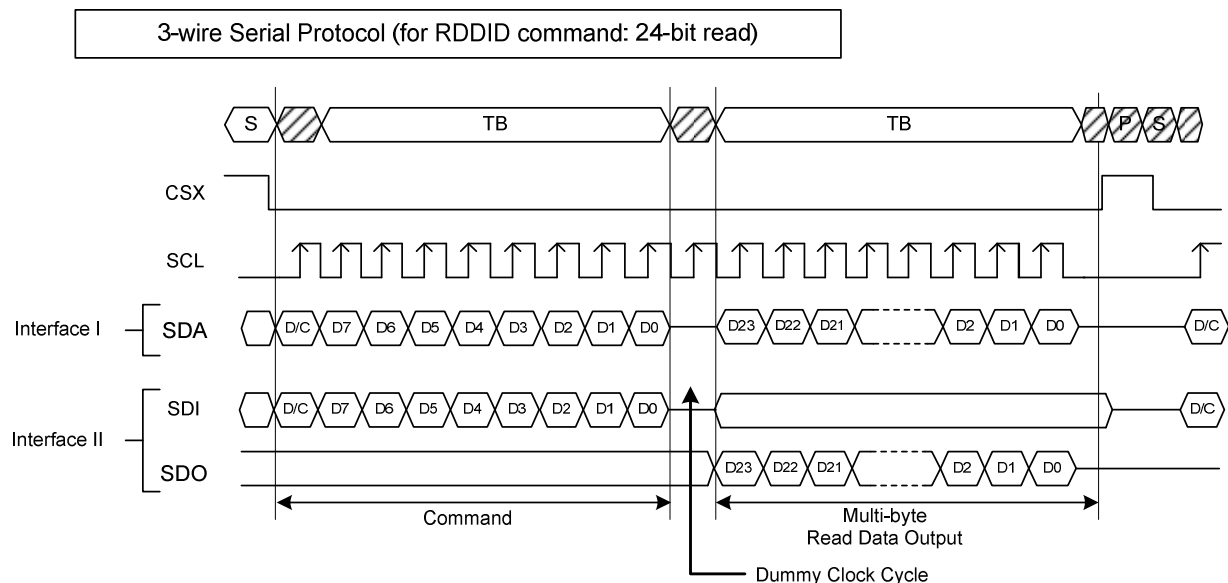 3-wire Serial Protocol (for RDDID command: 24-bit read)
S TB TB P S
CSX
SCL
Interface I SDA D/C D7 D6 D5 D4 D3 D2 D1 D0 D23 D22 D21 D2 D1 D0 D/C
SDI D/C D7 D6 D5 D4 D3 D2 D1 D0 D/C
Interface II
SDO D23 D22 D21 D2 D1 D0
Command
Multi-byte
Read Data Output
Dummy Clock Cycle